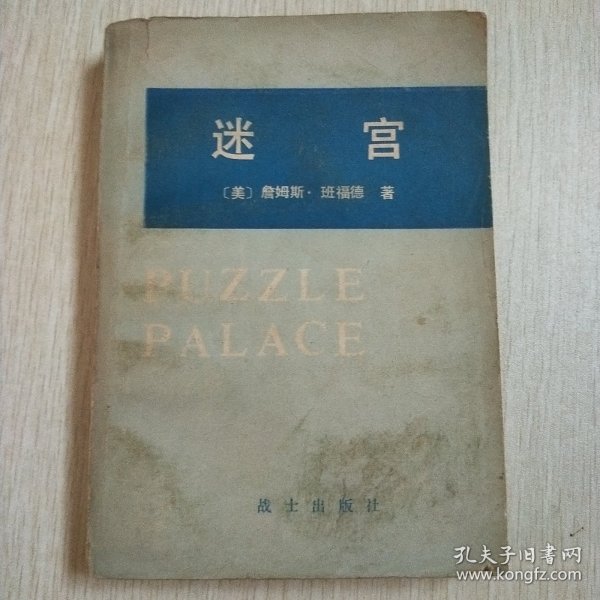 迷宫
〔美〕詹姆斯·班福德 著
PUZZLE
PALACE
战士出版社
孔夫子旧书网
www.kongfz.com